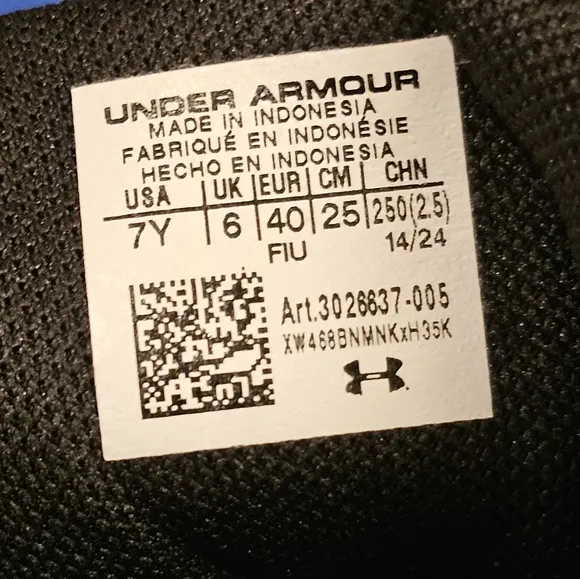 UNDER ARMOUR
MADE IN INDONESIA
FABRIQUÉ EN INDONÉSIE
HECHO EN INDONESIA
USA UK EUR CM CHN
7Y 6 40 25 250(2.5)
FIU 14/24
Art.3026637-005
XW468BNMNKxH35K